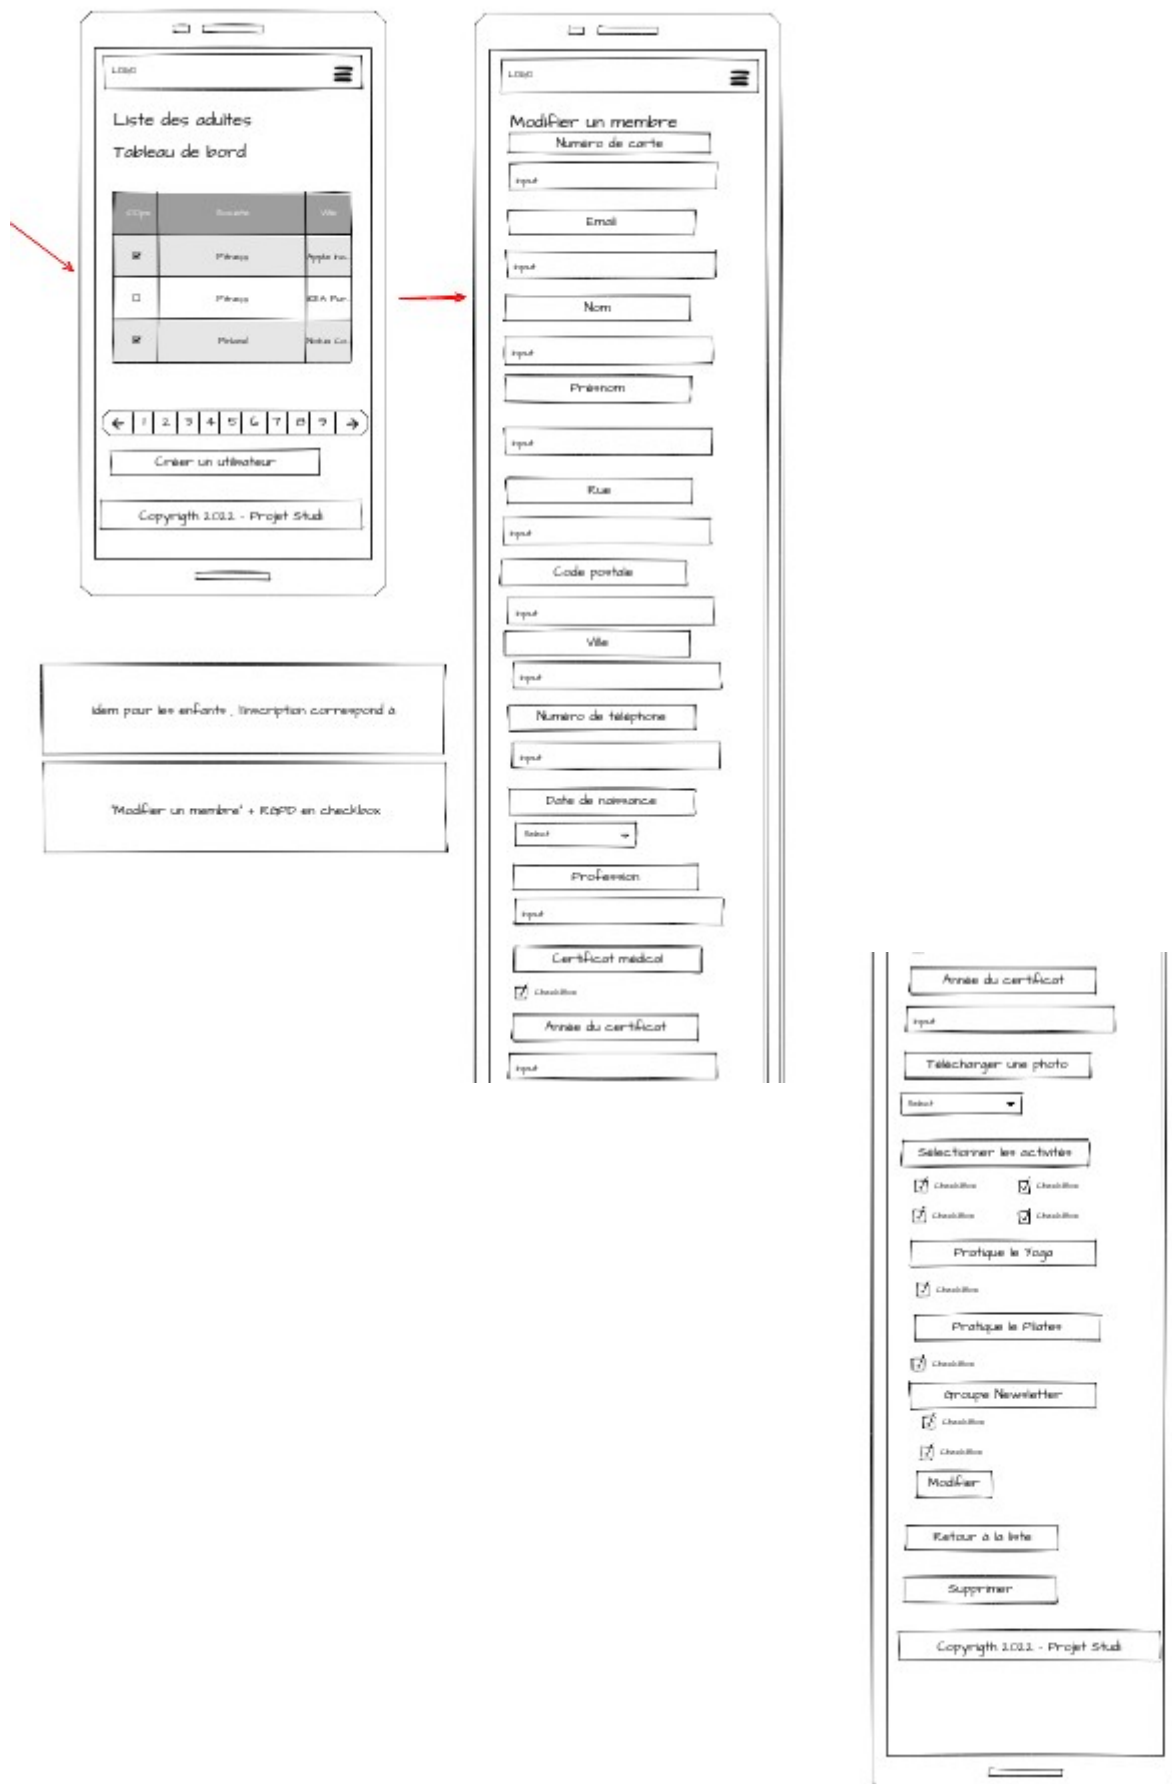 LOGO
Liste des adultes
Tableau de bord
Ville
Fitness
Fitness
← 1 2 3 4 5 6 7 8 9 →
Créer un utilisateur
Copyrigth 2022 - Projet Studi
idem pour les enfants , l'inscription correspond à
"Modifier un membre" + RGPD en checkbox
LOGO
Modifier un membre
Numéro de carte
input
Email
input
Nom
input
Présnom
input
Rue
input
Code postale
input
Ville
input
Numéro de téléphone
input
Date de naissance
Select
Profession
input
Certificat médical
CheckBox
Année du certificat
input
Année du certificat
input
Télécharger une photo
Select
Sélectionner les activités
CheckBox CheckBox
CheckBox CheckBox
Pratique le Yoga
CheckBox
Pratique le Pilates
CheckBox
Groupe Newsletter
CheckBox
CheckBox
Modifier
Retour à la liste
Supprimer
Copyrigth 2022 - Projet Studi